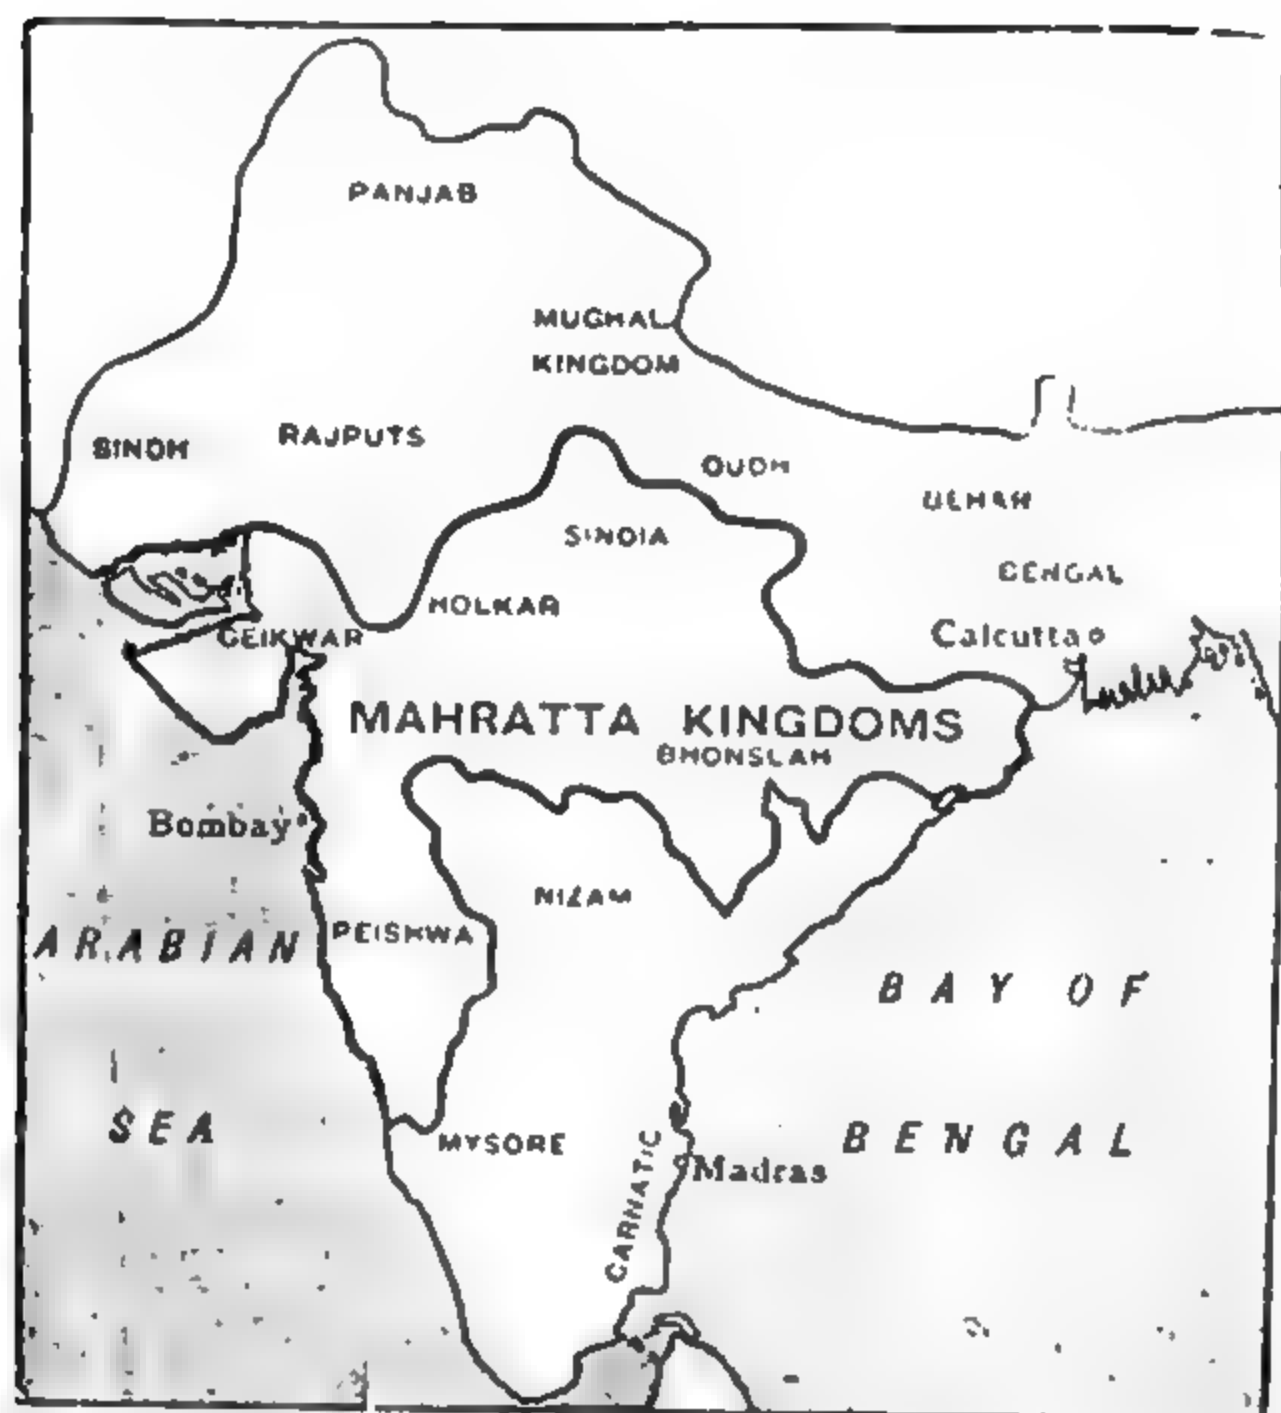 PANJAB
MUGHAL
KINGDOM
SINDH
RAJPUTS
OUDH
BEHAR
SINDIA
BENGAL
HOLKAR
GEIKWAR
Calcutta
MAHRATTA KINGDOMS
BHONSLAH
Bombay
NIZAM
PEISHWA
ARABIAN
BAY OF
SEA
MYSORE
BENGAL
CARNATIC
Madras